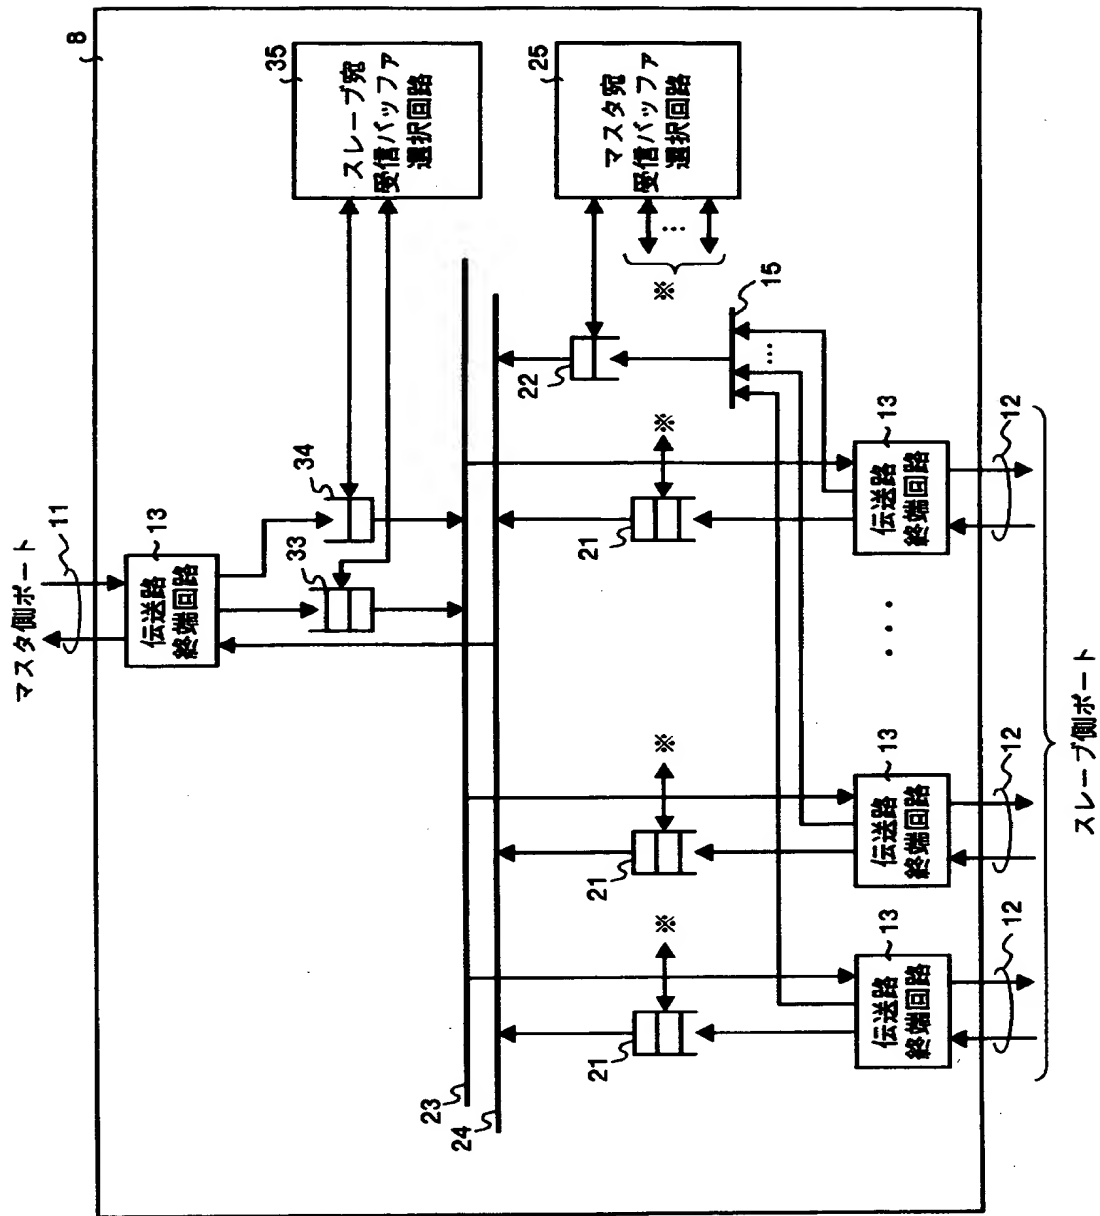 8
マスタ側ポート
11
13
伝送路
終端回路
35
スレーブ宛
受信バッファ
選択回路
33
34
23
24
25
マスタ宛
受信バッファ
選択回路
※
…
22
15
…
21
※
21
※
21
※
13
伝送路
終端回路
13
伝送路
終端回路
・・・
13
伝送路
終端回路
12
12
12
スレーブ側ポート